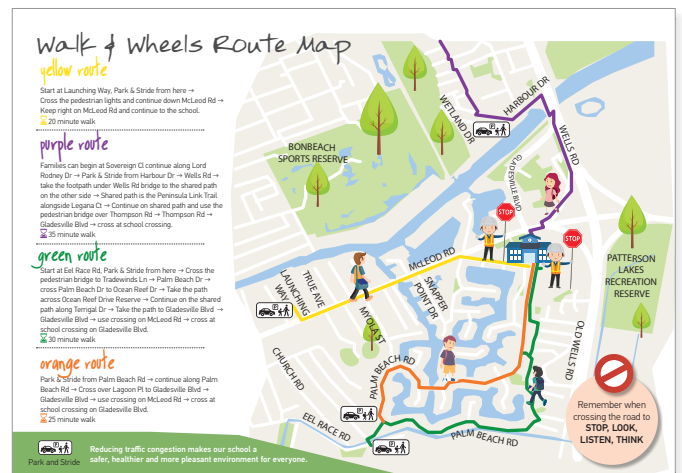 Walk & Wheels Route Map
yellow route
Start at Launching Way, Park & Stride from here →
Cross the pedestrian lights and continue down McLeod Rd →
Keep right on McLeod Rd and continue to the school.
20 minute walk
purple route
Families can begin at Sovereign Cl continue along Lord
Rodney Dr → Park & Stride from Harbour Dr → Wells Rd →
take the footpath under Wells Rd bridge to the shared path
on the other side → Shared path is the Peninsula Link Trail
alongside Legana Ct → Continue on shared path and use the
pedestrian bridge over Thompson Rd → Thompson Rd →
Gladesville Blvd → cross at school crossing.
35 minute walk
green route
Start at Eel Race Rd, Park & Stride from here → Cross the
pedestrian bridge to Tradewinds Ln → Palm Beach Dr →
cross Palm Beach Dr to Ocean Reef Dr → Take the path
across Ocean Reef Drive Reserve → Continue on the shared
path along Terrigal Dr → Take the path to Gladesville Blvd →
Gladesville Blvd → use crossing on McLeod Rd → cross at
school crossing on Gladesville Blvd.
30 minute walk
orange route
Park & Stride from Palm Beach Rd → continue along Palm
Beach Rd → Cross over Lagoon Pl to Gladesville Blvd →
Gladesville Blvd → use crossing on McLeod Rd → cross at
school crossing on Gladesville Blvd.
25 minute walk
Park and Stride
Reducing traffic congestion makes our school a
safer, healthier and more pleasant environment for everyone.
WETLAND DR
HARBOUR DR
WELLS RD
BONBEACH
SPORTS RESERVE
GLADESVILLE BLVD
STOP
STOP
McLEOD RD
PATTERSON
LAKES
RECREATION
RESERVE
LAUNCHING
WAY
TRUE AVE
SNAPPER
POINT DR
MYOLA ST
CHURCH RD
PALM BEACH RD
OLD WELLS RD
EEL RACE RD
PALM BEACH RD
Remember when
crossing the road to
STOP, LOOK,
LISTEN, THINK